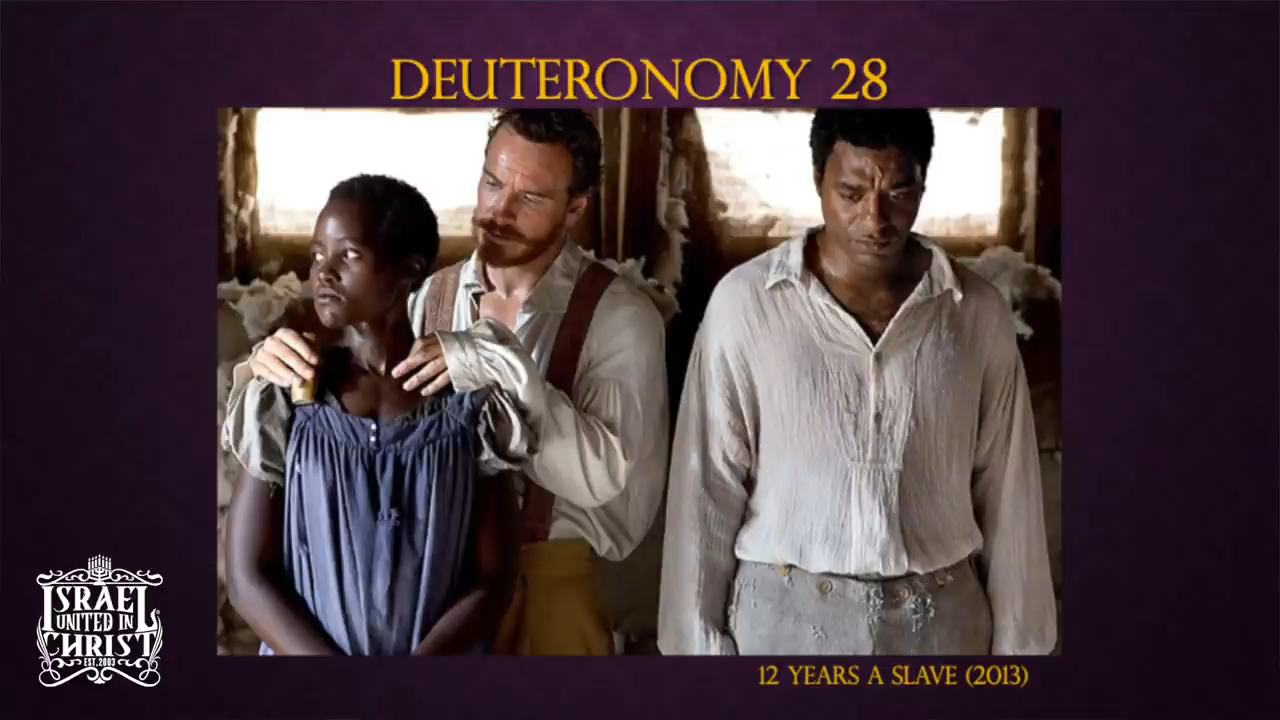 DEUTERONOMY 28
ISRAEL
UNITED IN
CHRIST
EST. 2003
12 YEARS A SLAVE (2013)